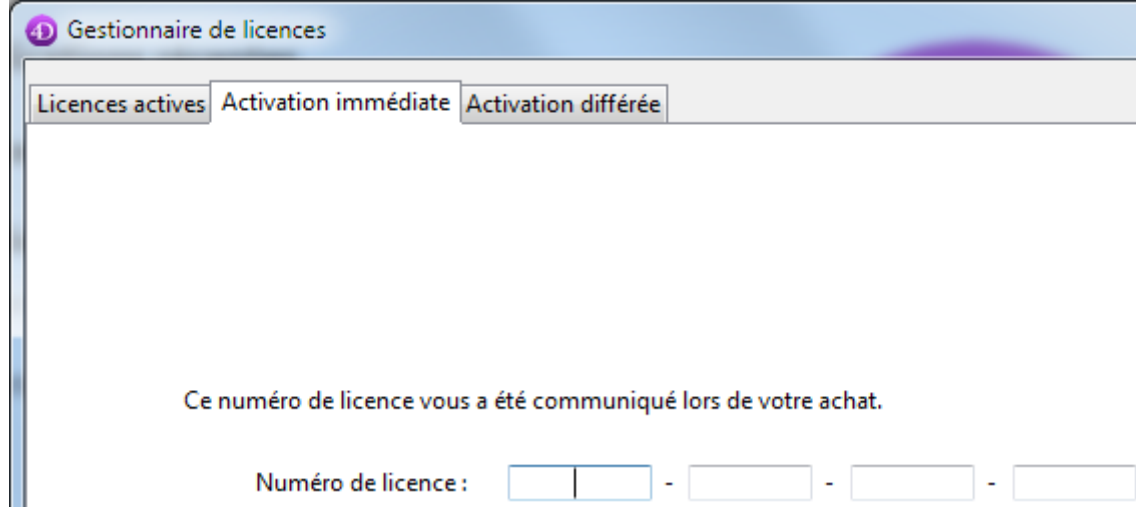 4D Gestionnaire de licences
Licences actives Activation immédiate Activation différée
Ce numéro de licence vous a été communiqué lors de votre achat.
Numéro de licence : - - -